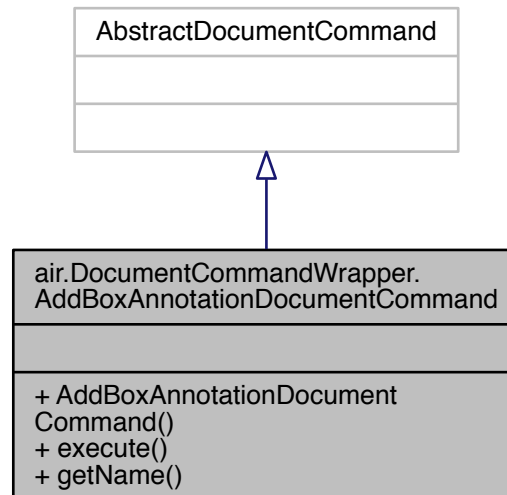 AbstractDocumentCommand
air.DocumentCommandWrapper.
AddBoxAnnotationDocumentCommand
+ AddBoxAnnotationDocument
Command()
+ execute()
+ getName()